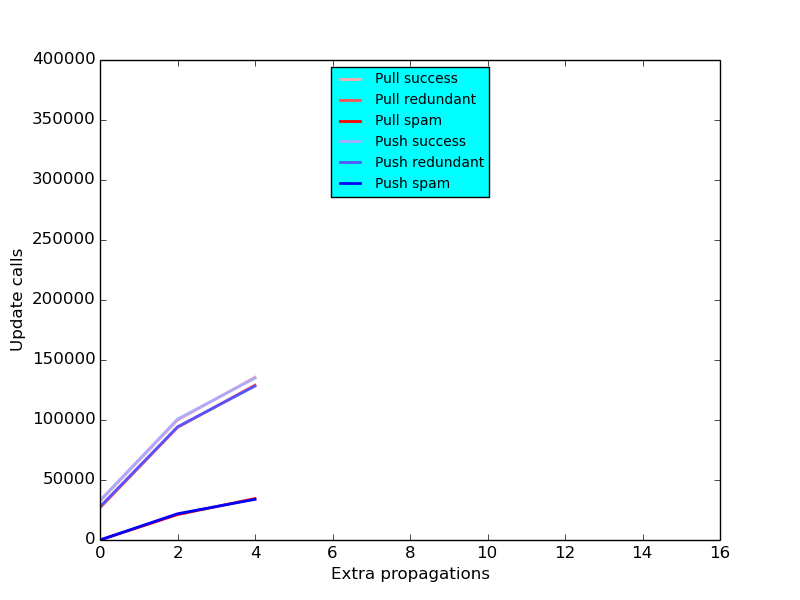 400000
350000
300000
250000
200000
150000
100000
50000
0
Update calls
Pull success
Pull redundant
Pull spam
Push success
Push redundant
Push spam
0 2 4 6 8 10 12 14 16
Extra propagations